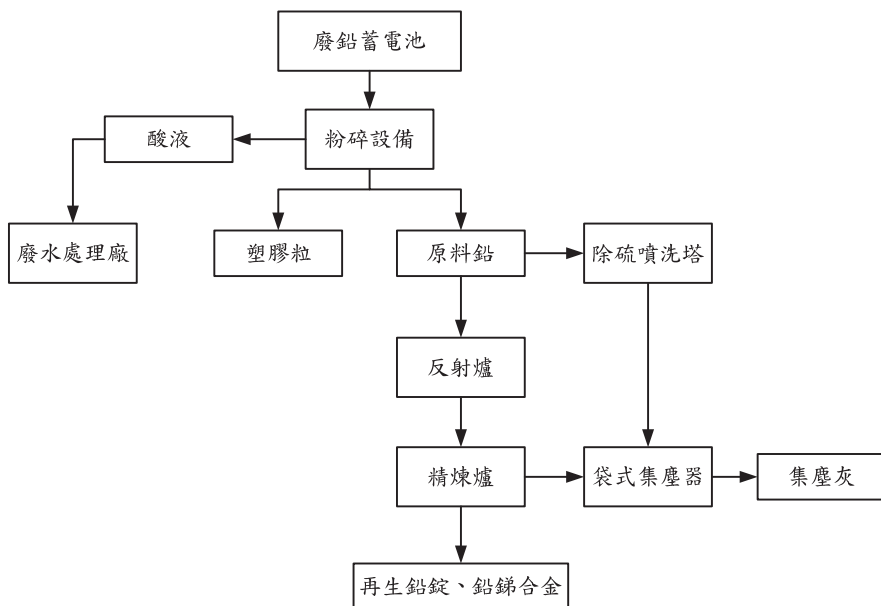 廢鉛蓄電池
酸液
粉碎設備
廢水處理廠
塑膠粒
原料鉛
除硫噴洗塔
反射爐
精煉爐
袋式集塵器
集塵灰
再生鉛錠、鉛銻合金